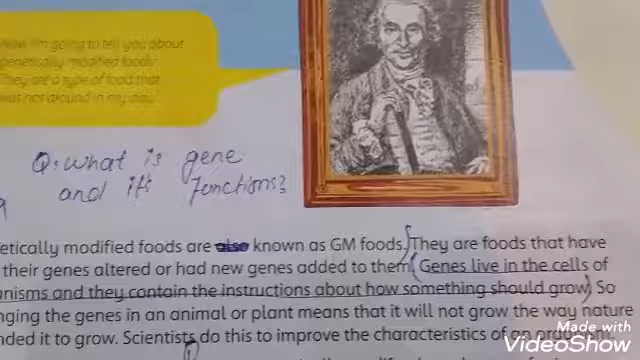 Now I'm going to tell you about
genetically modified foods
They are a type of food that
was not around in my day
Q: what is gene
and it's functions?
etically modified foods are also known as GM foods. They are foods that have
their genes altered or had new genes added to them. Genes live in the cells of
anisms and they contain the instructions about how something should grow. So
nging the genes in an animal or plant means that it will not grow the way nature
nded it to grow. Scientists do this to improve the characteristics of an
Made with
VideoShow